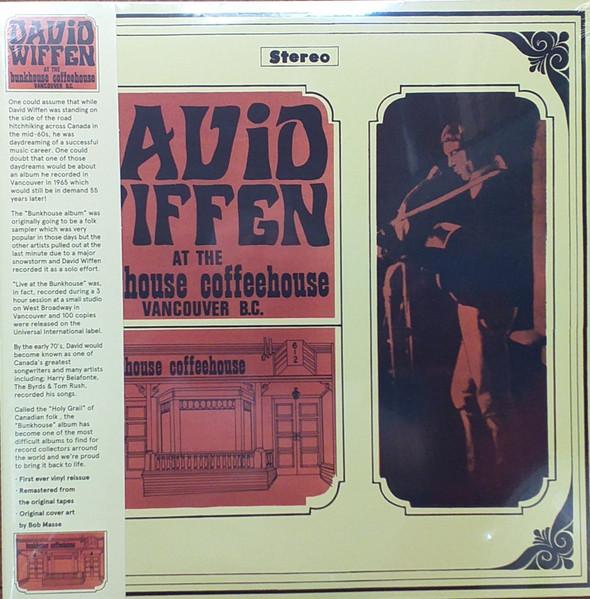 DAVID
WIFFEN
AT THE
bunkhouse coffeehouse
VANCOUVER B.C.
One could assume that while
David Wiffen was standing on
the side of the road
hitchhiking across Canada in
the mid-60s, he was
daydreaming of a successful
music career. One could
doubt that one of those
daydreams would be about
an album he recorded in
Vancouver in 1965 which
would still be in demand 55
years later!
The "Bunkhouse album" was
originally going to be a folk
sampler which was very
popular in those days but the
other artists pulled out at the
last minute due to a major
snowstorm and David Wiffen
recorded it as a solo effort.
"Live at the Bunkhouse" was,
in fact, recorded during a 3
hour session at a small studio
on West Broadway in
Vancouver and 100 copies
were released on the
Universal International label.
By the early 70's, David would
become known as one of
Canada's greatest
songwriters and many artists
including; Harry Belafonte,
The Byrds & Tom Rush,
recorded his songs.
Called the "Holy Grail" of
Canadian folk , the
"Bunkhouse" album has
become one of the most
difficult albums to find for
record collectors arround
the world and we're proud
to bring it back to life.
· First ever vinyl reissue
· Remastered from
the original tapes
· Original cover art
by Bob Masse
bunkhouse coffeehouse
Stereo
AVID
WIFFEN
AT THE
khouse coffeehouse
VANCOUVER B.C.
house coffeehouse
612